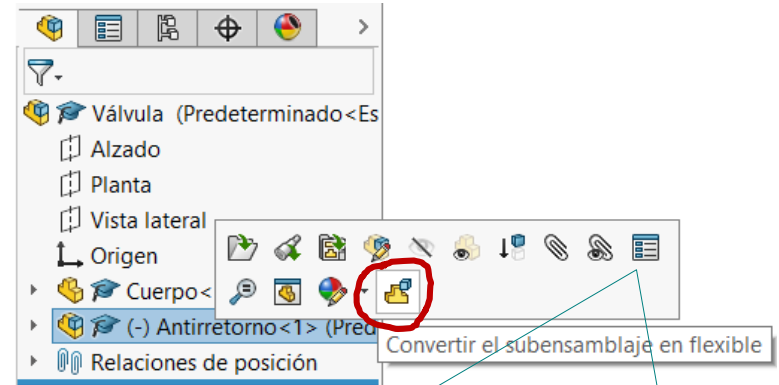 Válvula (Predeterminado<Es
Alzado
Planta
Vista lateral
Origen
Cuerpo<
(-) Antirretorno<1> (Pred
Convertir el subensamblaje en flexible
Relaciones de posición